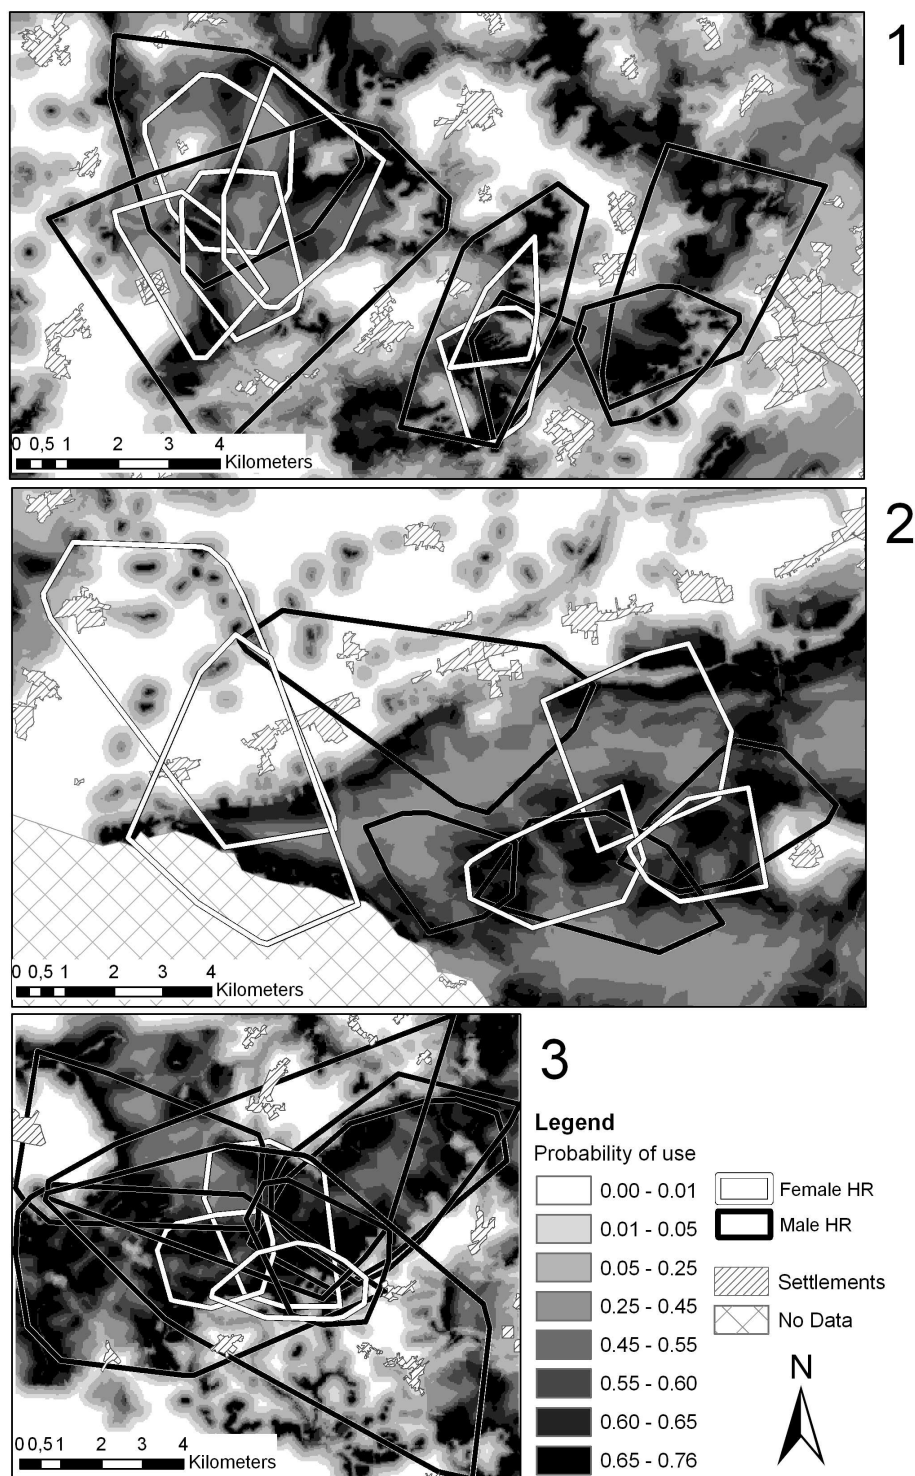 1
0 0,5 1 2 3 4
Kilometers
2
0 0,5 1 2 3 4
Kilometers
3
0 0,51 2 3 4
Kilometers
Legend
Probability of use
0.00 - 0.01
0.01 - 0.05
0.05 - 0.25
0.25 - 0.45
0.45 - 0.55
0.55 - 0.60
0.60 - 0.65
0.65 - 0.76
Female HR
Male HR
Settlements
No Data
N